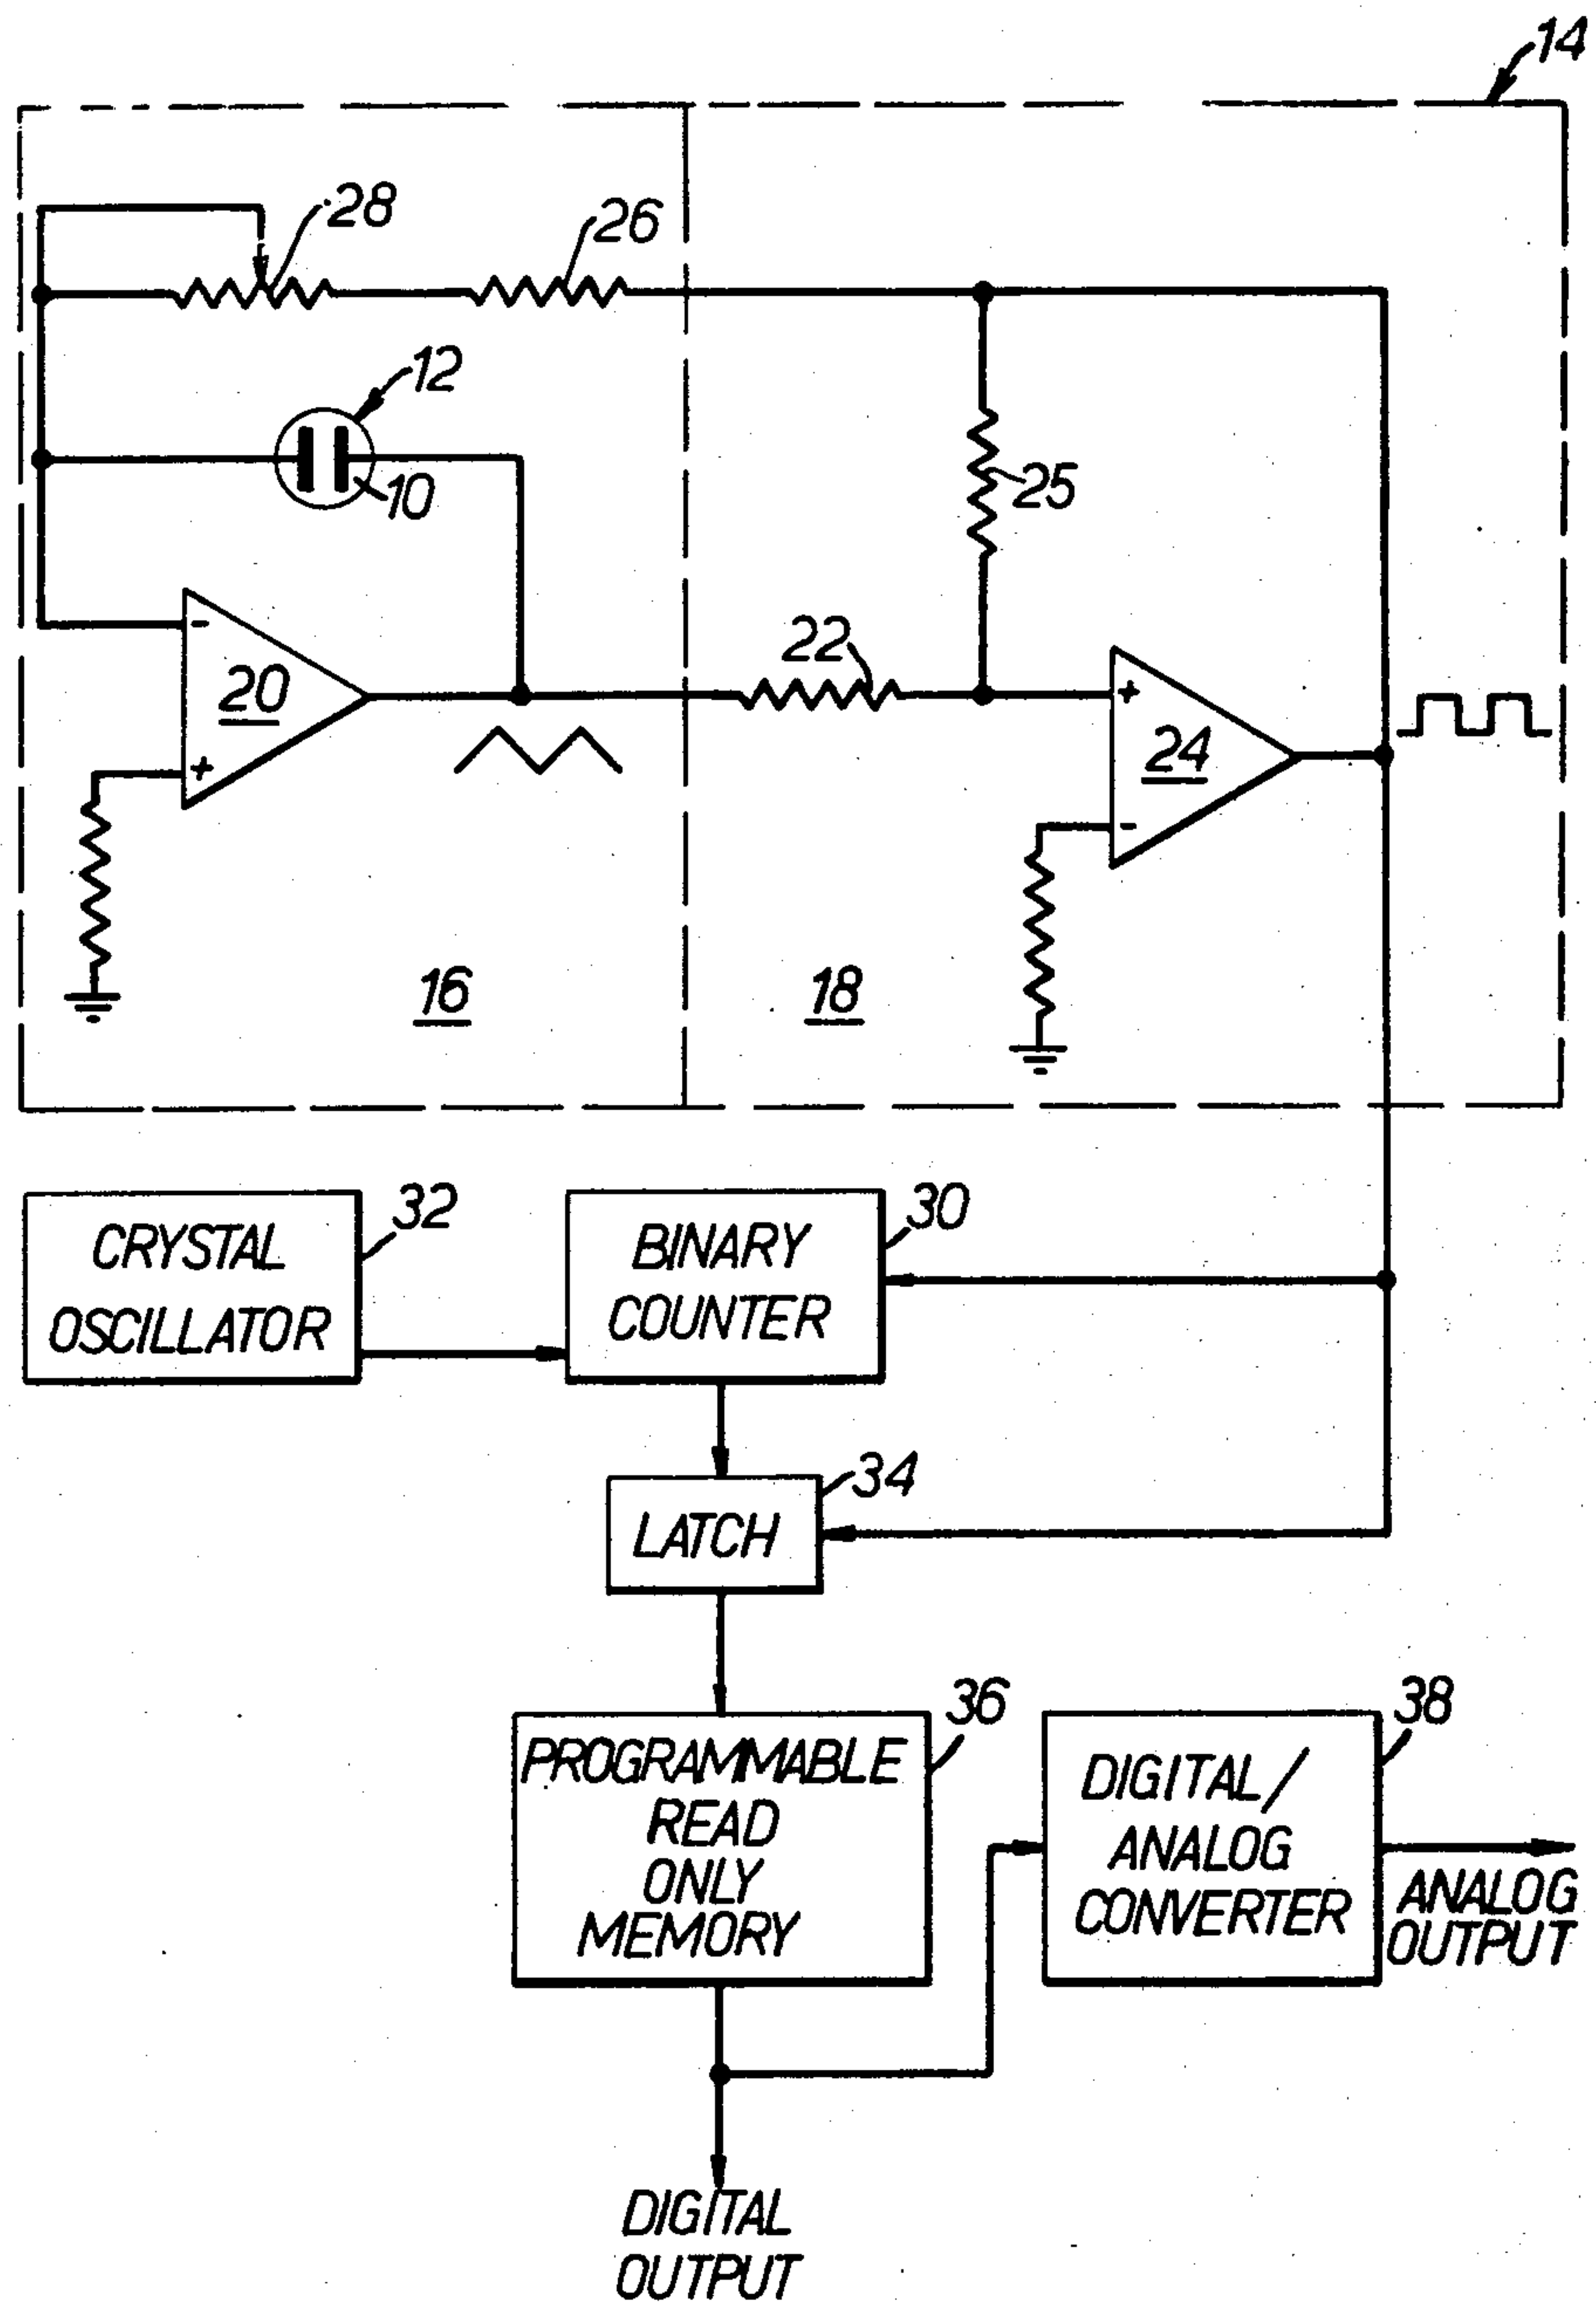 14
28
26
12
10
25
22
-
20
+
+
24
-
16
18
32
CRYSTAL
OSCILLATOR
30
BINARY
COUNTER
34
LATCH
36
PROGRAMMABLE
READ
ONLY
MEMORY
38
DIGITAL/
ANALOG
CONVERTER
ANALOG
OUTPUT
DIGITAL
OUTPUT